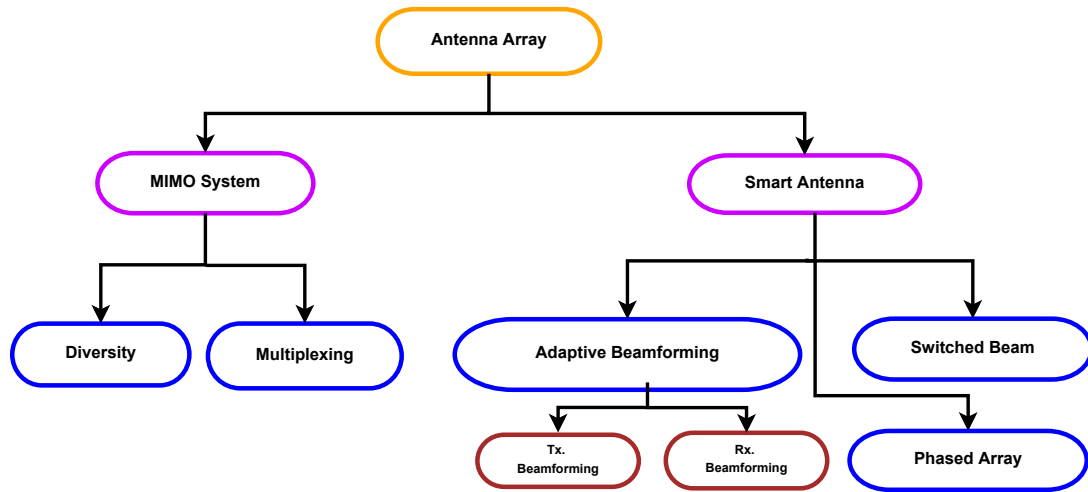 Antenna Array
MIMO System
Smart Antenna
Diversity
Multiplexing
Adaptive Beamforming
Switched Beam
Tx.
Beamforming
Rx.
Beamforming
Phased Array